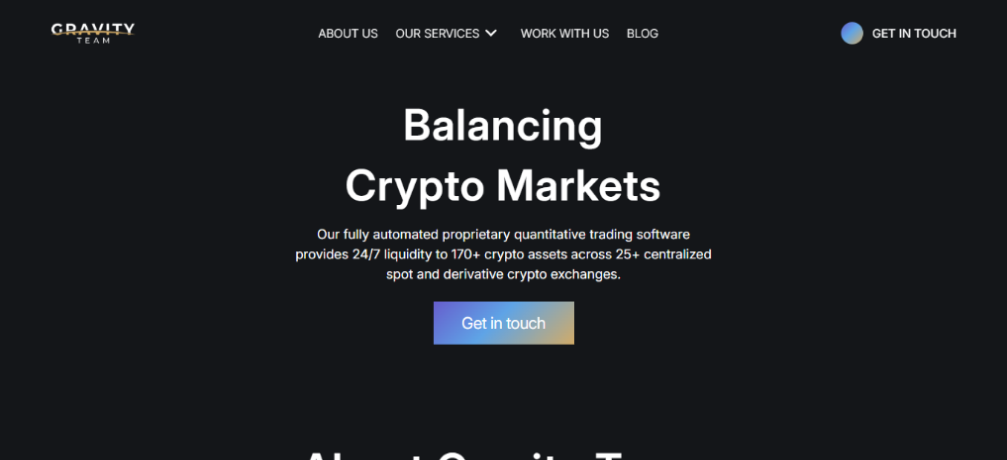 GRAVITY
TEAM
ABOUT US
OUR SERVICES
WORK WITH US
BLOG
GET IN TOUCH
Balancing
Crypto Markets
Our fully automated proprietary quantitative trading software
provides 24/7 liquidity to 170+ crypto assets across 25+ centralized
spot and derivative crypto exchanges.
Get in touch